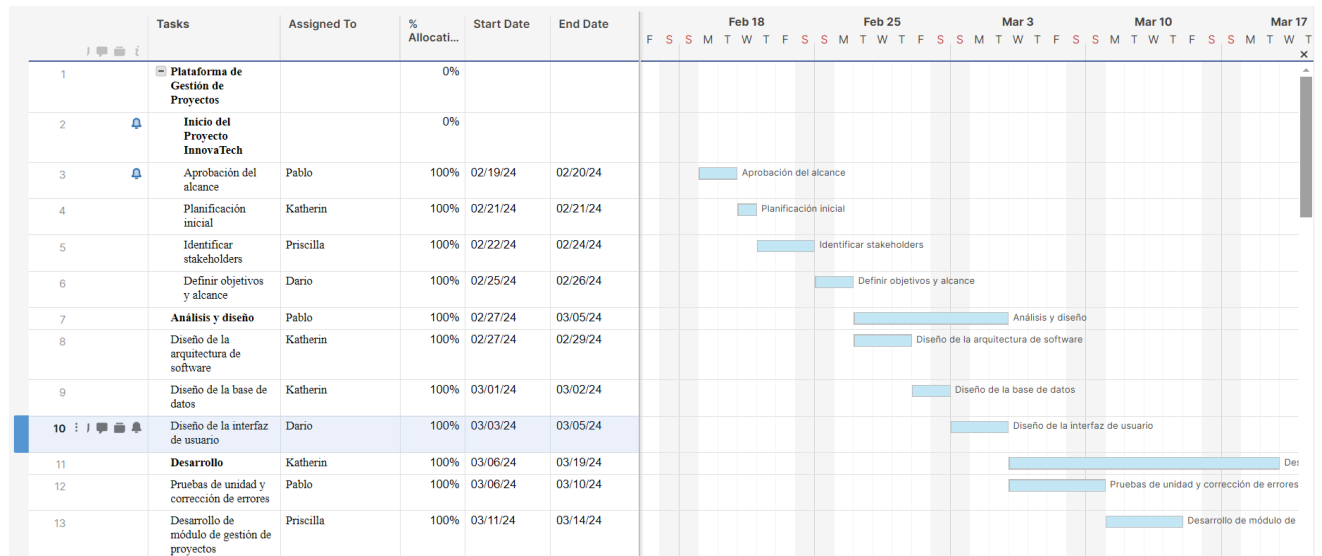 Tasks Assigned To % Start Date End Date Feb 18 Feb 25 Mar 3 Mar 10 Mar 17
Allocati... F S S M T W T F S S M T W T F S S M T W T F S S M T W T F S S M T W T
1 Plataforma de 0%
Gestión de
Proyectos
2 Inicio del 0%
Proyecto
InnovaTech
3 Aprobación del Pablo 100% 02/19/24 02/20/24 Aprobación del alcance
alcance
4 Planificación Katherin 100% 02/21/24 02/21/24 Planificación inicial
inicial
5 Identificar Priscilla 100% 02/22/24 02/24/24 Identificar stakeholders
stakeholders
6 Definir objetivos Dario 100% 02/25/24 02/26/24 Definir objetivos y alcance
y alcance
7 Análisis y diseño Pablo 100% 02/27/24 03/05/24 Análisis y diseño
8 Diseño de la Katherin 100% 02/27/24 02/29/24 Diseño de la arquitectura de software
arquitectura de
software
9 Diseño de la base de Katherin 100% 03/01/24 03/02/24 Diseño de la base de datos
datos
10 Diseño de la interfaz Dario 100% 03/03/24 03/05/24 Diseño de la interfaz de usuario
de usuario
11 Desarrollo Katherin 100% 03/06/24 03/19/24 Des
12 Pruebas de unidad y Pablo 100% 03/06/24 03/10/24 Pruebas de unidad y corrección de errores
corrección de errores
13 Desarrollo de Priscilla 100% 03/11/24 03/14/24 Desarrollo de módulo de
módulo de gestión de
proyectos